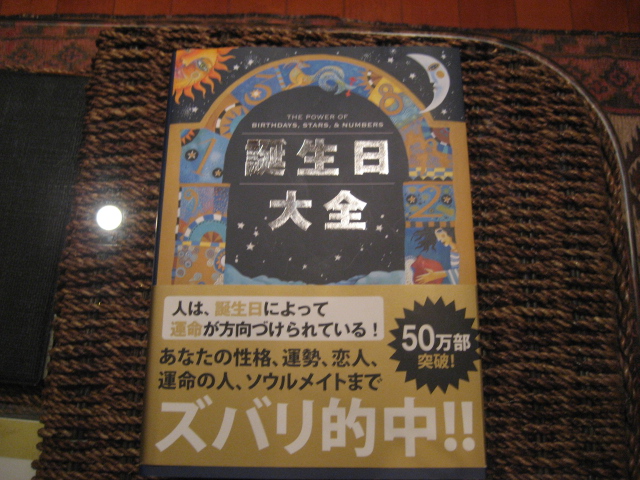 THE POWER OF
BIRTHDAYS, STARS, & NUMBERS
誕生日
大全
人は、誕生日によって
運命が方向づけられている！
50万部
突破!
あなたの性格、運勢、恋人、
運命の人、ソウルメイトまで
ズバリ的中!!